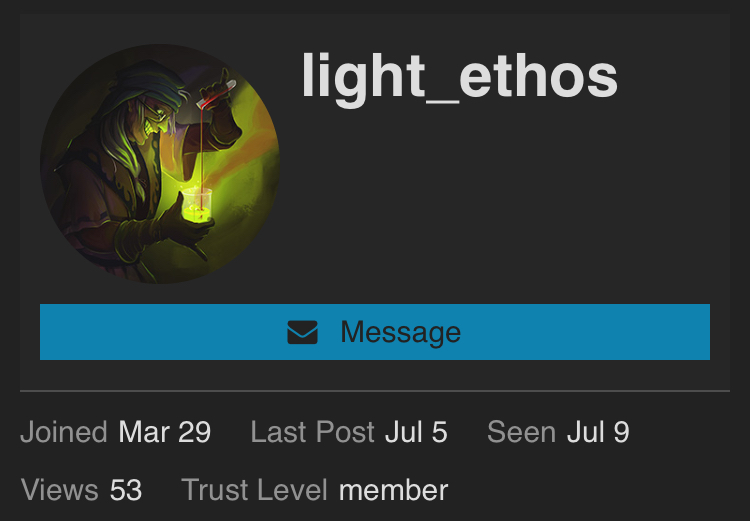 light_ethos
Message
Joined Mar 29 Last Post Jul 5 Seen Jul 9
Views 53 Trust Level member